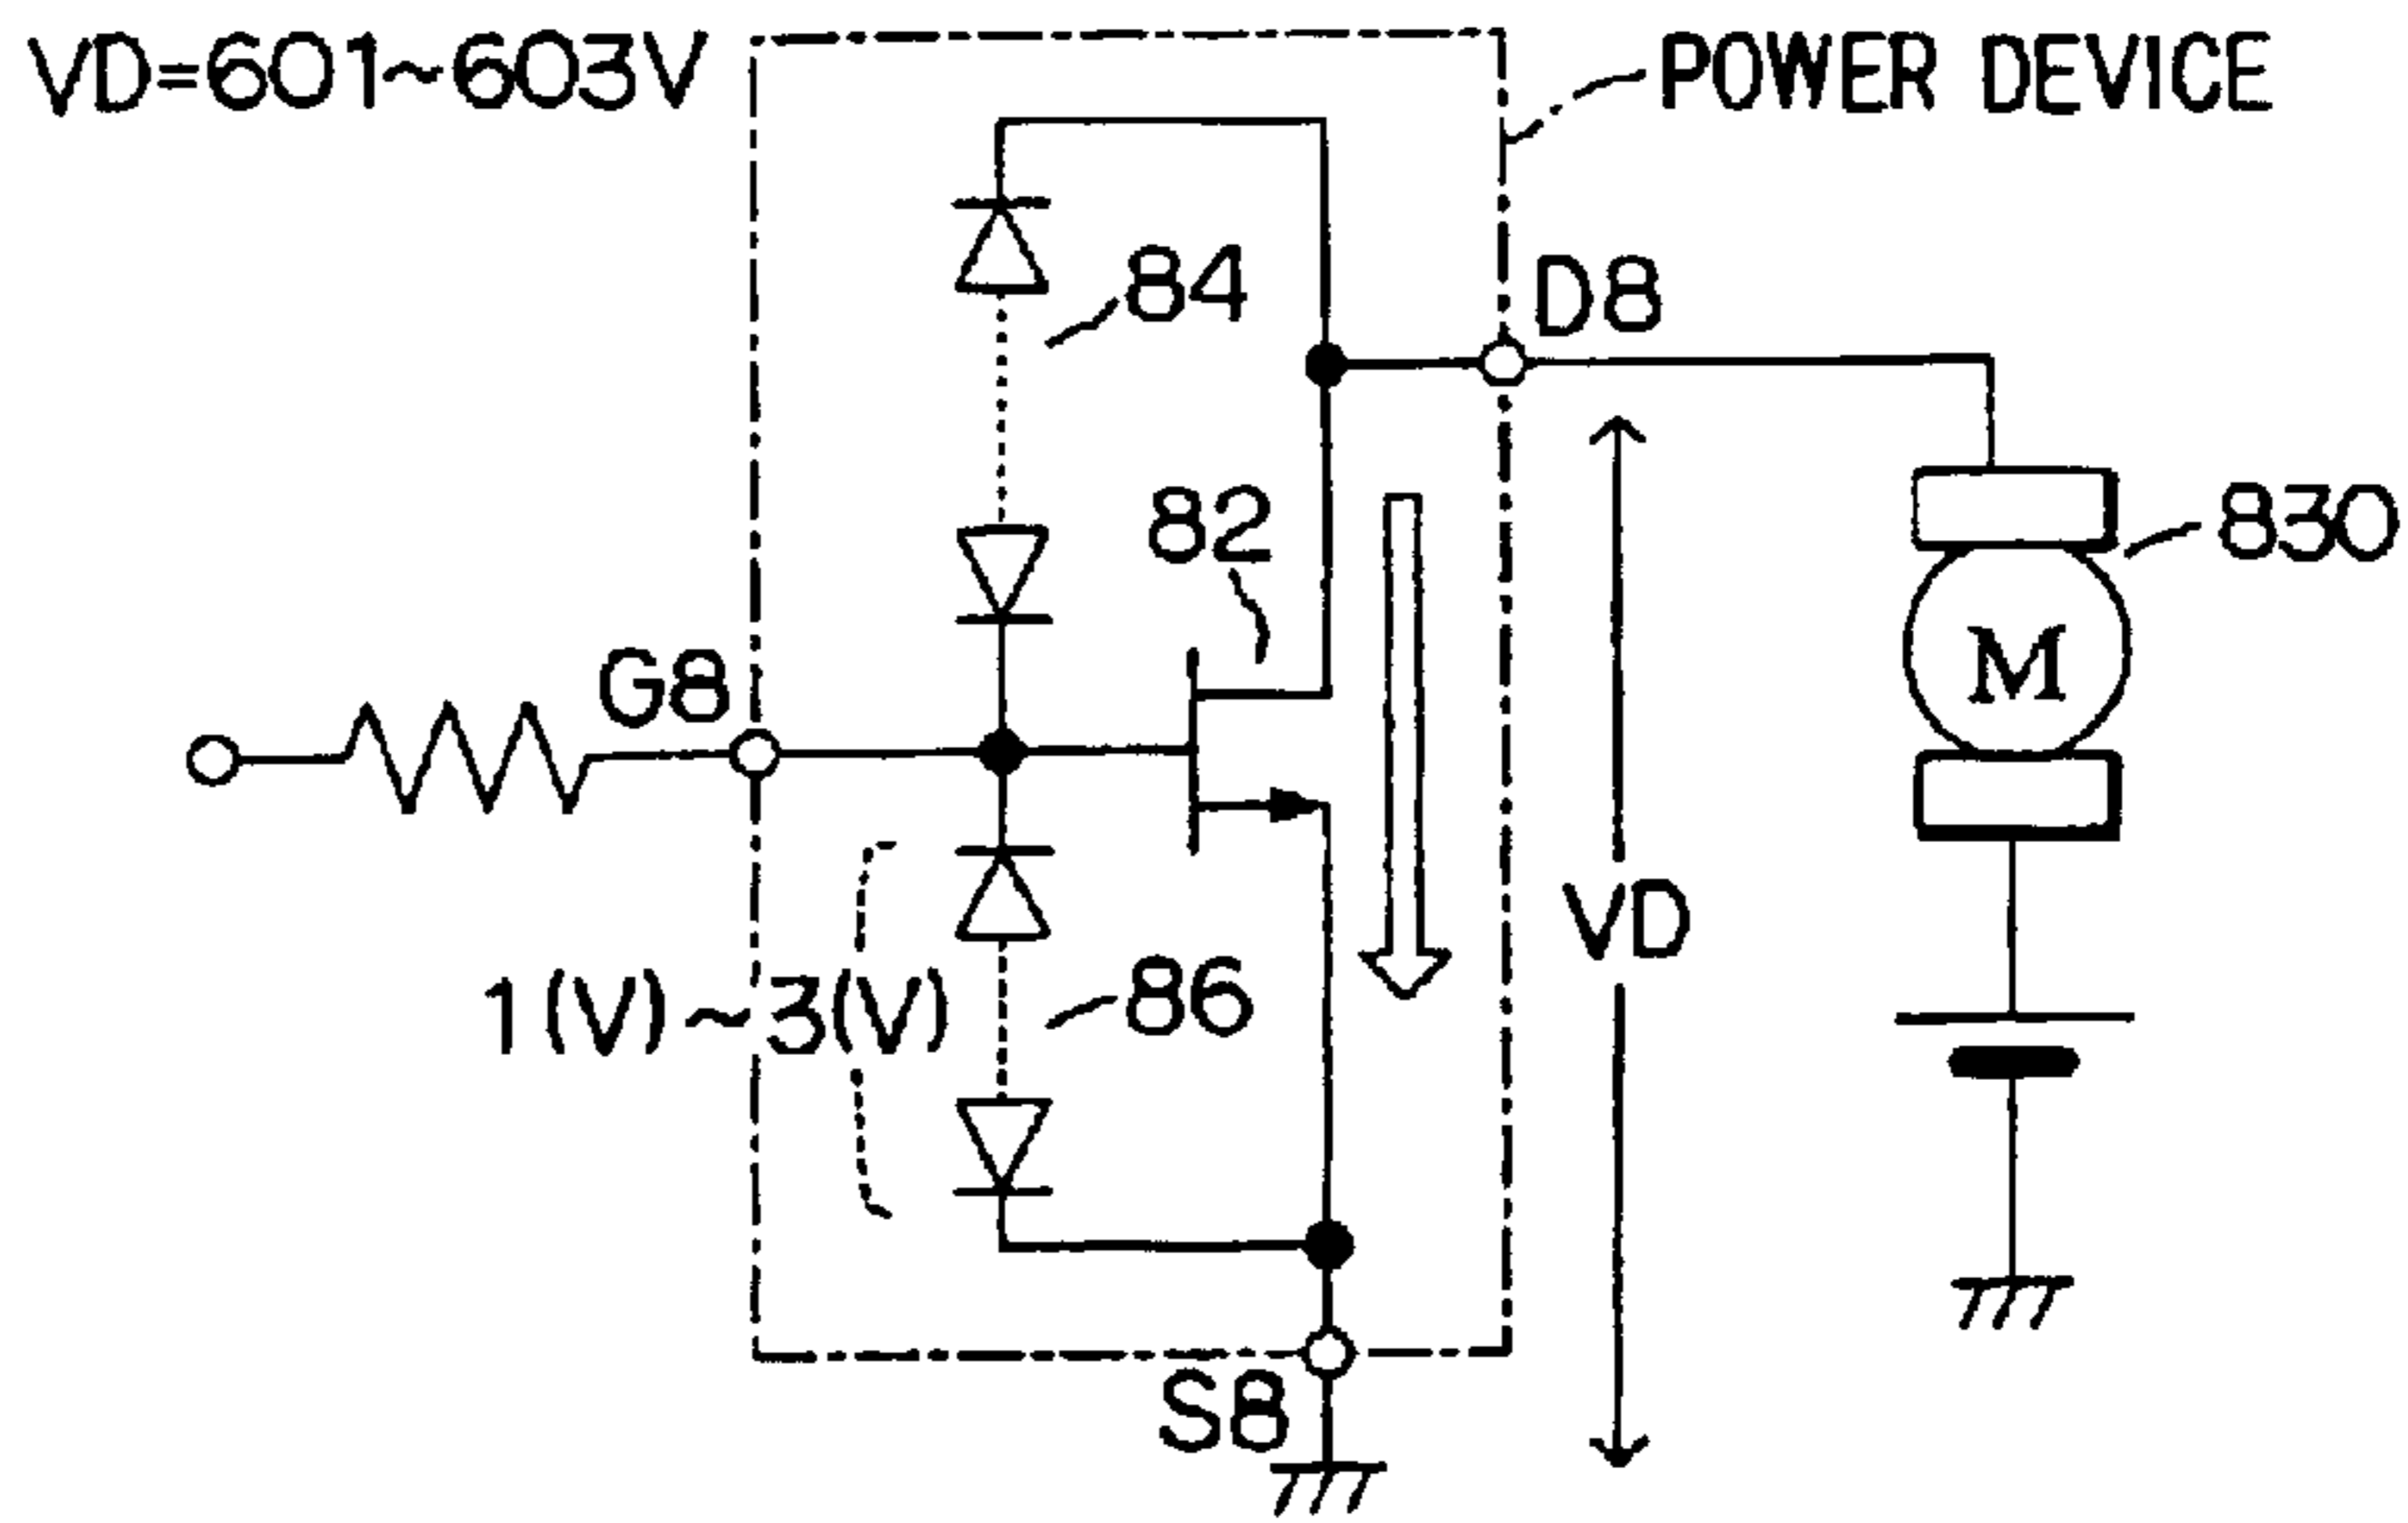 VD=601~603V
POWER DEVICE
84
D8
82
830
G8
M
VD
1(V)~3(V)
86
S8